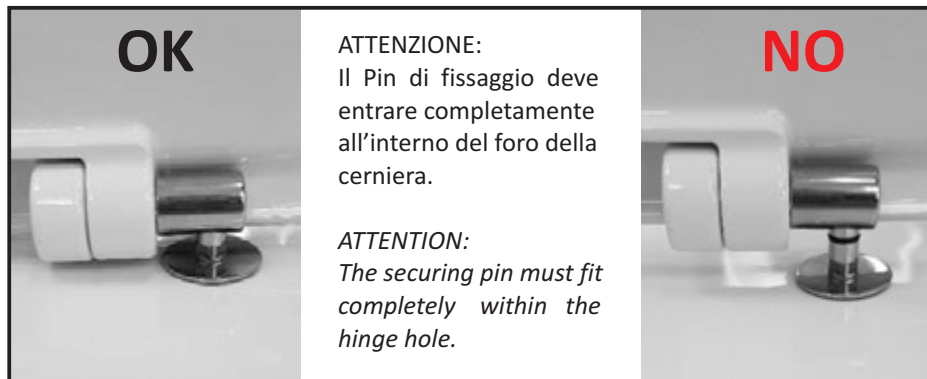 OK
ATTENZIONE:
Il Pin di fissaggio deve
entrare completamente
all’interno del foro della
cerniera.
ATTENTION:
The securing pin must fit
completely within the
hinge hole.
NO